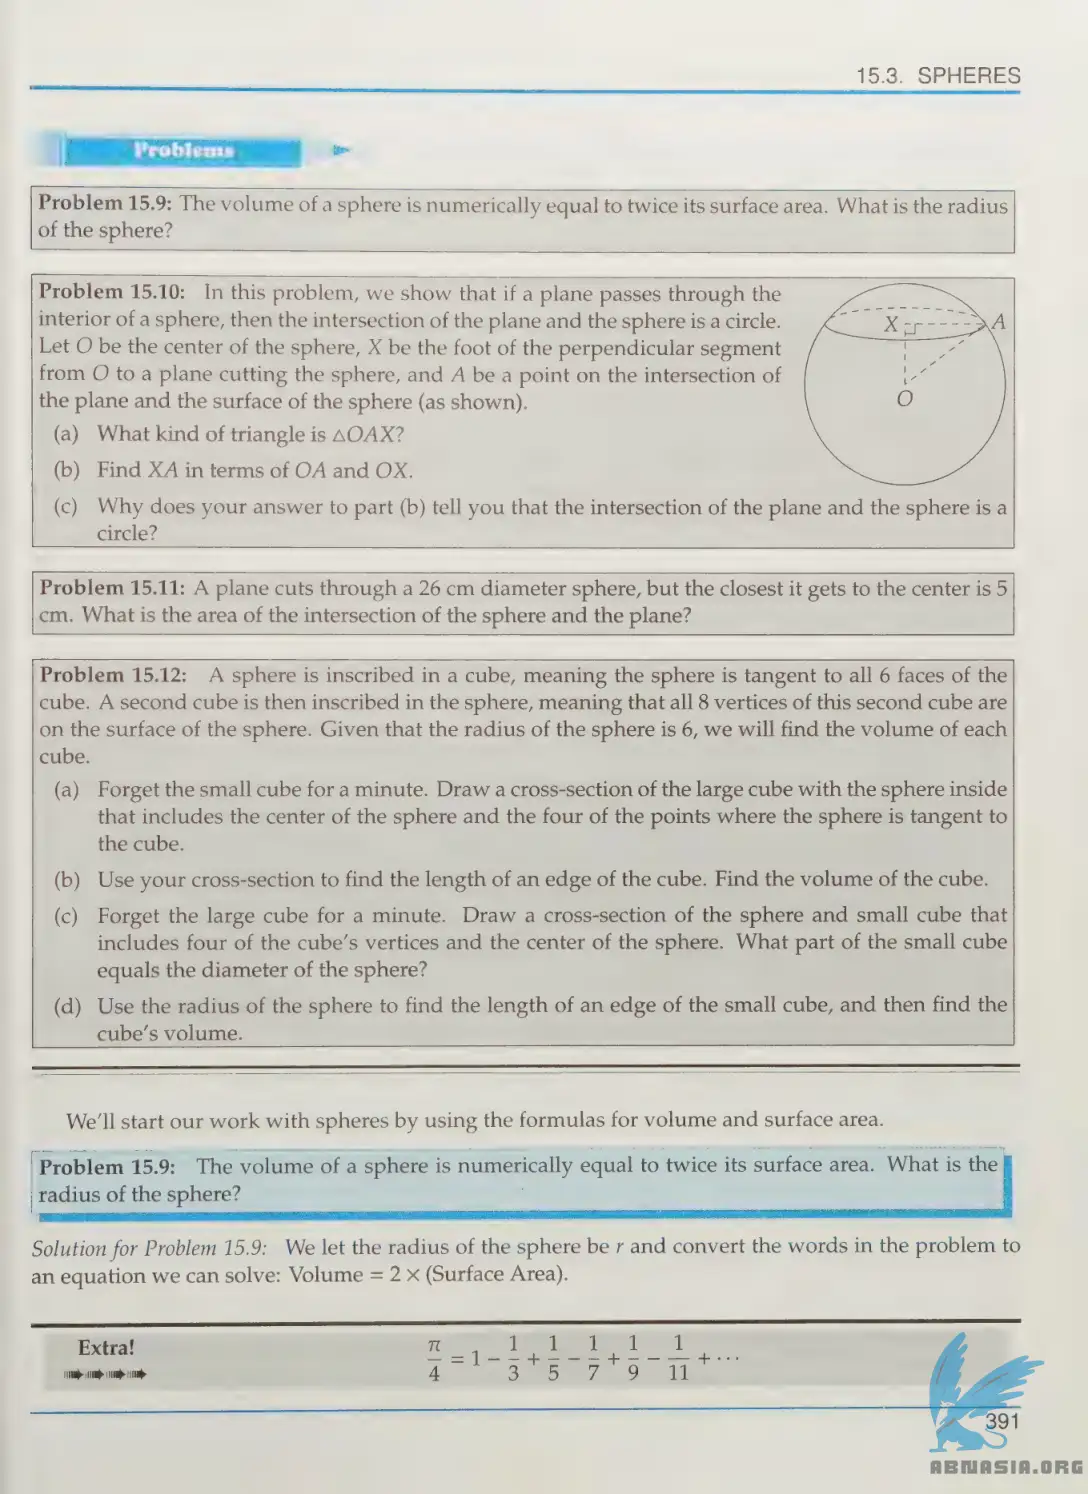 15.3. SPHERES
Problems
Problem 15.9: The volume of a sphere is numerically equal to twice its surface area. What is the radius
of the sphere?
Problem 15.10: In this problem, we show that if a plane passes through the
interior of a sphere, then the intersection of the plane and the sphere is a circle.
Let O be the center of the sphere, X be the foot of the perpendicular segment
from O to a plane cutting the sphere, and A be a point on the intersection of
the plane and the surface of the sphere (as shown).
X A
O
(a) What kind of triangle is △OAX?
(b) Find XA in terms of OA and OX.
(c) Why does your answer to part (b) tell you that the intersection of the plane and the sphere is a
circle?
Problem 15.11: A plane cuts through a 26 cm diameter sphere, but the closest it gets to the center is 5
cm. What is the area of the intersection of the sphere and the plane?
Problem 15.12: A sphere is inscribed in a cube, meaning the sphere is tangent to all 6 faces of the
cube. A second cube is then inscribed in the sphere, meaning that all 8 vertices of this second cube are
on the surface of the sphere. Given that the radius of the sphere is 6, we will find the volume of each
cube.
(a) Forget the small cube for a minute. Draw a cross-section of the large cube with the sphere inside
that includes the center of the sphere and the four of the points where the sphere is tangent to
the cube.
(b) Use your cross-section to find the length of an edge of the cube. Find the volume of the cube.
(c) Forget the large cube for a minute. Draw a cross-section of the sphere and small cube that
includes four of the cube's vertices and the center of the sphere. What part of the small cube
equals the diameter of the sphere?
(d) Use the radius of the sphere to find the length of an edge of the small cube, and then find the
cube's volume.
We'll start our work with spheres by using the formulas for volume and surface area.
Problem 15.9: The volume of a sphere is numerically equal to twice its surface area. What is the
radius of the sphere?
Solution for Problem 15.9: We let the radius of the sphere be r and convert the words in the problem to
an equation we can solve: Volume = 2 × (Surface Area).
Extra! π/4 = 1 − 1/3 + 1/5 − 1/7 + 1/9 − 1/11 + ···
391
ABNASIA.ORG